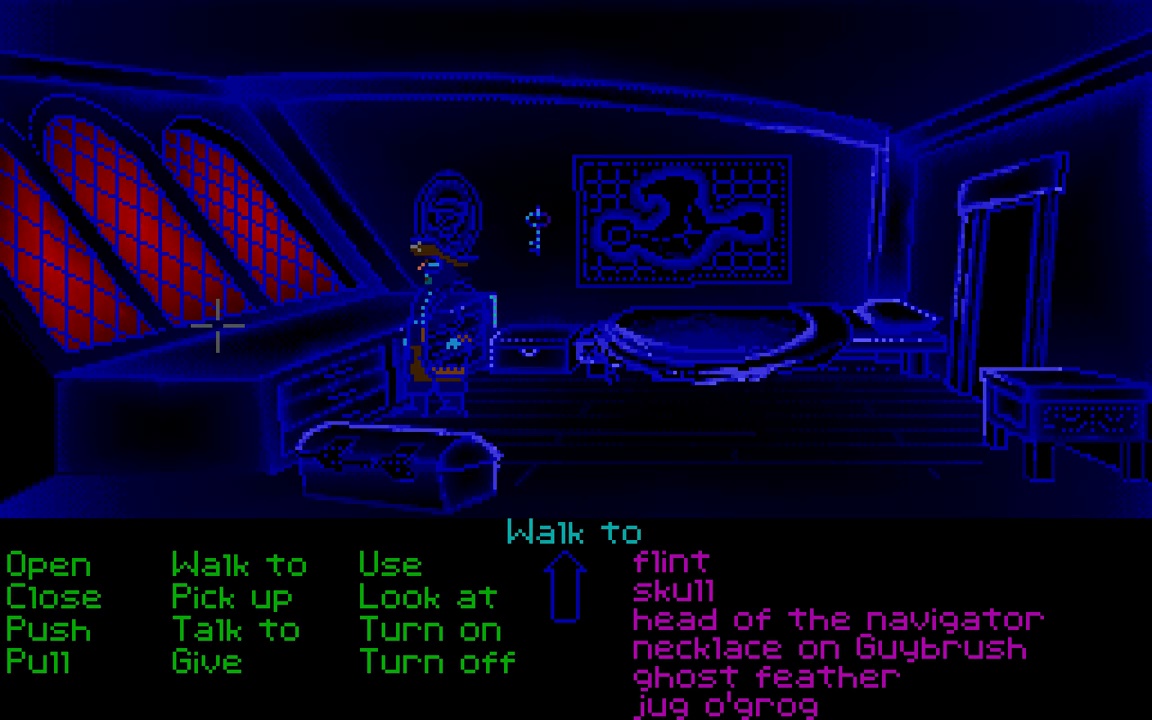 Walk to
Open Walk to Use
Close Pick up Look at
Push Talk to Turn on
Pull Give Turn off
flint
skull
head of the navigator
necklace on Guybrush
ghost feather
jug o'grog